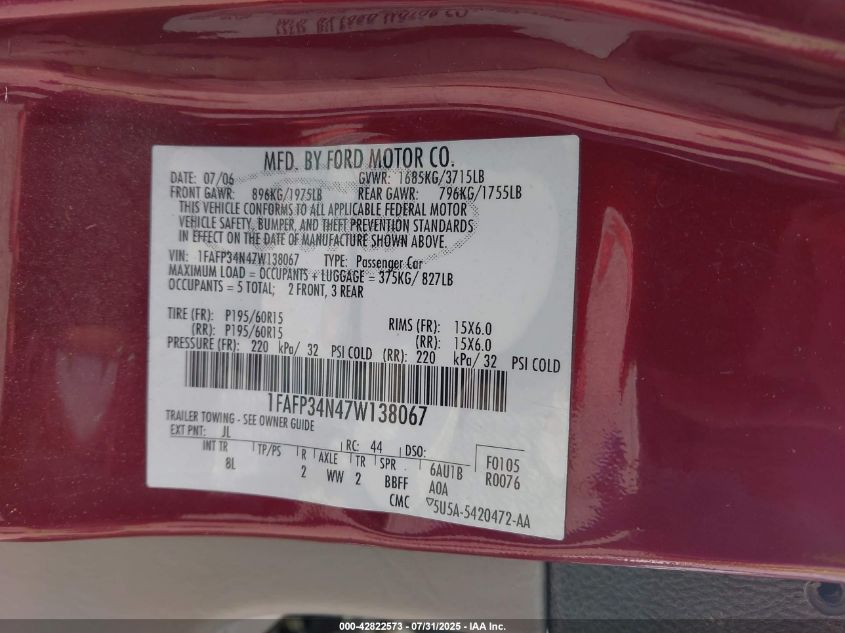 MFD. BY FORD MOTOR CO.
DATE: 07/06 GVWR: 1685KG/3715LB
FRONT GAWR: 896KG/1975LB REAR GAWR: 796KG/1755LB
THIS VEHICLE CONFORMS TO ALL APPLICABLE FEDERAL MOTOR
VEHICLE SAFETY, BUMPER, AND THEFT PREVENTION STANDARDS
IN EFFECT ON THE DATE OF MANUFACTURE SHOWN ABOVE.
VIN: 1FAFP34N47W138067 TYPE: Passenger Car
MAXIMUM LOAD = OCCUPANTS + LUGGAGE = 375KG/ 827LB
OCCUPANTS = 5 TOTAL; 2 FRONT, 3 REAR
TIRE (FR): P195/60R15 RIMS (FR): 15X6.0
(RR): P195/60R15 (RR): 15X6.0
PRESSURE (FR): 220 kPa/ 32 PSI COLD (RR): 220 kPa/ 32 PSI COLD
1FAFP34N47W138067
TRAILER TOWING - SEE OWNER GUIDE
EXT PNT: JL RC: 44 DSO:
INT TR TP/PS R AXLE TR SPR 6AU1B F0105
8L 2 WW 2 BBFF A0A R0076
CMC ▽5U5A-5420472-AA
000-42822573 / 07/31/2025 - IAA Inc.